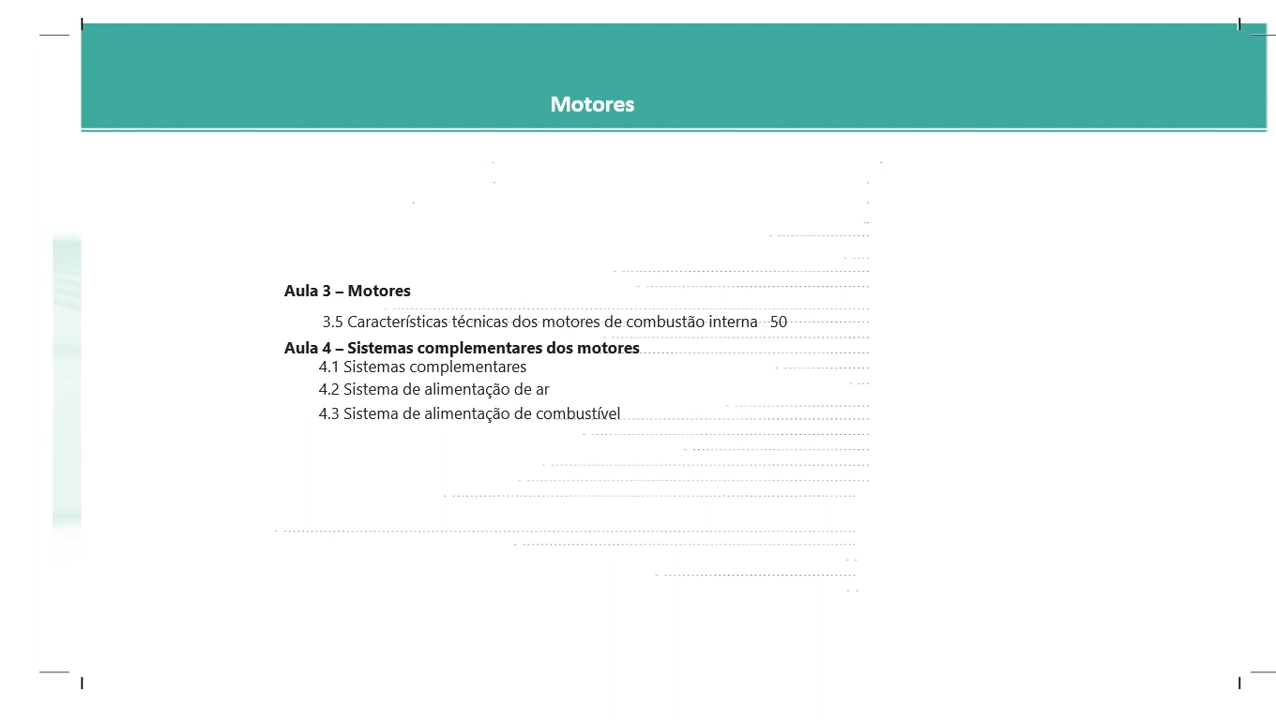 Motores
Aula 3 – Motores
3.5 Características técnicas dos motores de combustão interna 50
Aula 4 – Sistemas complementares dos motores
4.1 Sistemas complementares
4.2 Sistema de alimentação de ar
4.3 Sistema de alimentação de combustível